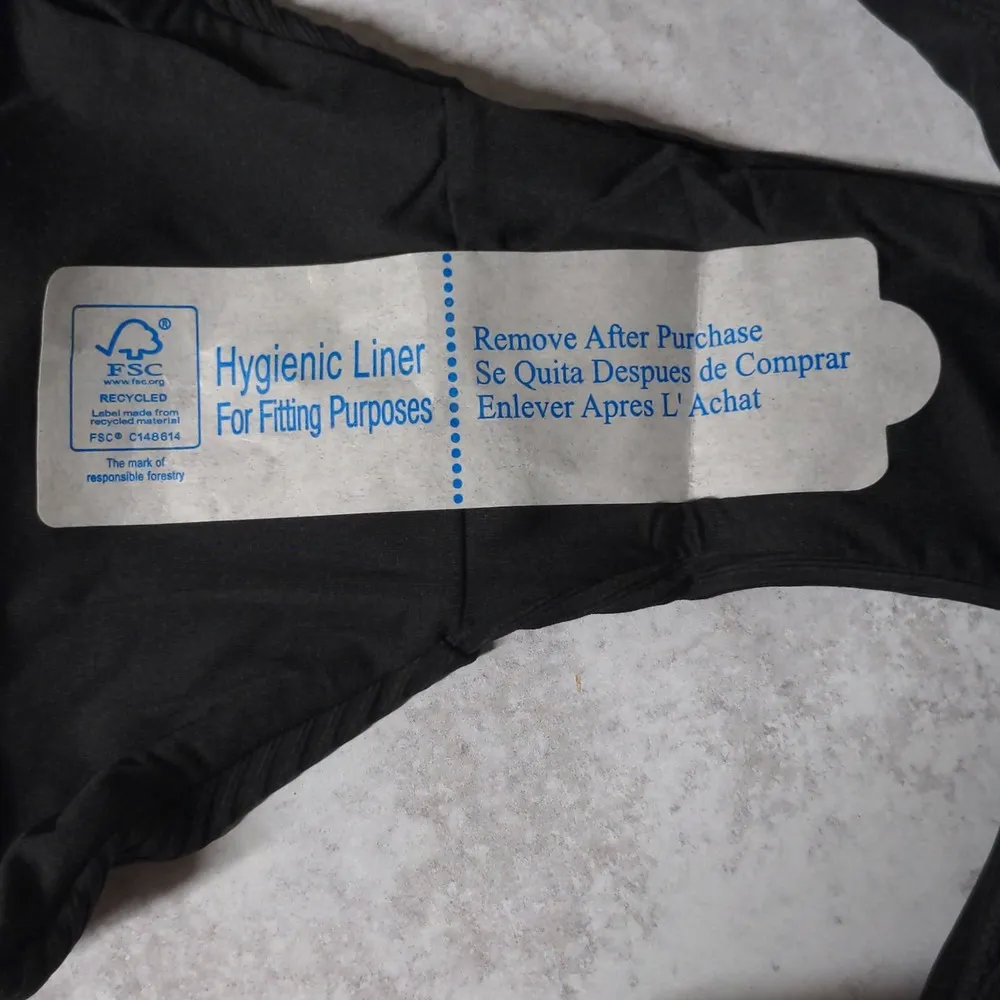 ®
FSC
www.fsc.org
RECYCLED
Label made from
recycled material
FSC® C148614
The mark of
responsible forestry
Hygienic Liner
For Fitting Purposes
Remove After Purchase
Se Quita Despues de Comprar
Enlever Apres L' Achat